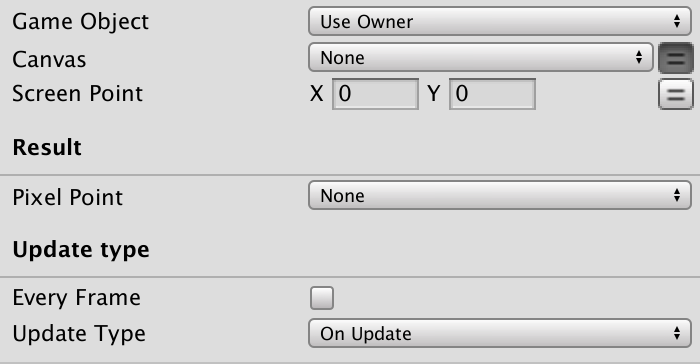 Game Object Use Owner
Canvas None =
Screen Point X 0 Y 0 =
Result
Pixel Point None
Update type
Every Frame
Update Type On Update